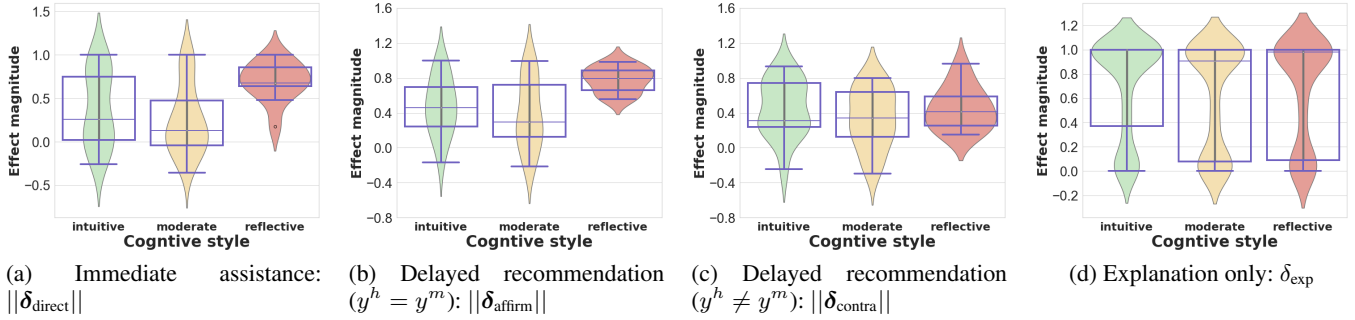 Effect magnitude
1.5
1.0
0.5
0.0
−0.5
intuitive moderate reflective
Cogntive style
Effect magnitude
1.6
1.2
0.8
0.4
0.0
−0.4
−0.8
intuitive moderate reflective
Cogntive style
Effect magnitude
1.6
1.2
0.8
0.4
0.0
−0.4
−0.8
intuitive moderate reflective
Cogntive style
Effect magnitude
1.2
1.0
0.8
0.6
0.4
0.2
0.0
−0.2
intuitive moderate reflective
Cogntive style
(a) Immediate assistance:
||δdirect||
(b) Delayed recommendation
(yʰ = yᵐ): ||δaffirm||
(c) Delayed recommendation
(yʰ ≠ yᵐ): ||δcontra||
(d) Explanation only: δexp